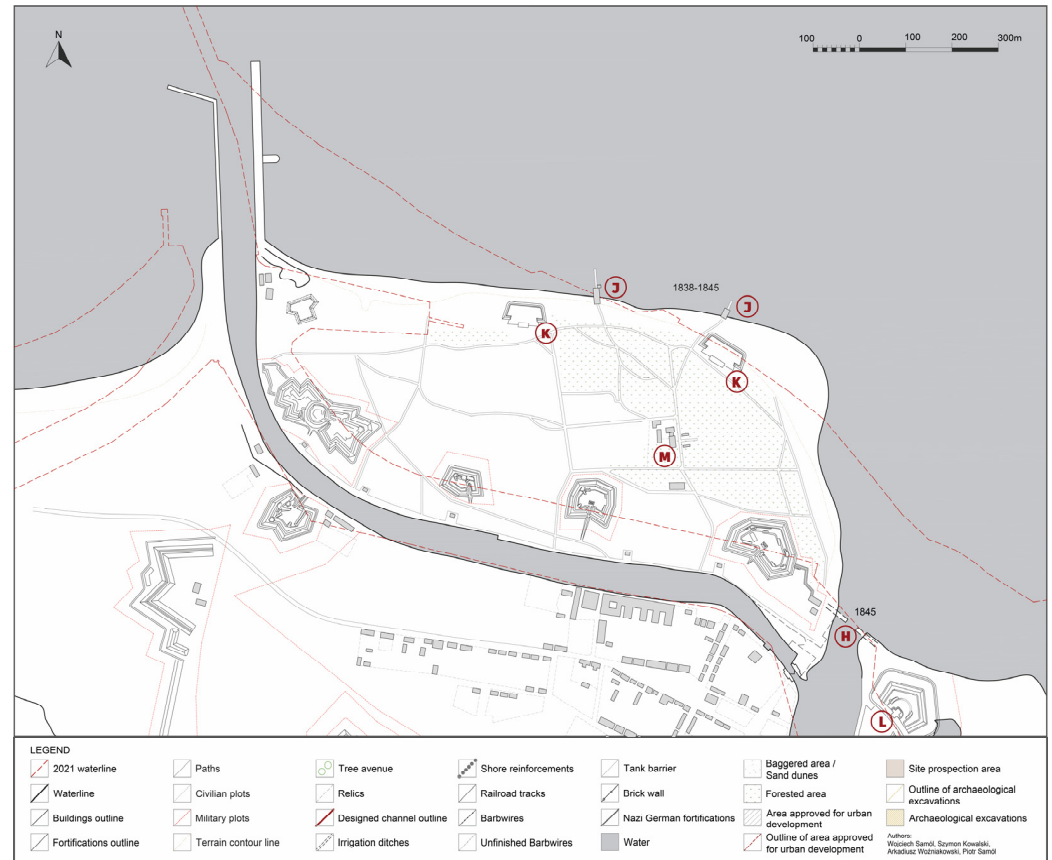 N
100 0 100 200 300m
J
1838-1845
J
K
K
M
1845
H
L
LEGEND
2021 waterline
Waterline
Buildings outline
Fortifications outline
Paths
Civilian plots
Military plots
Terrain contour line
Tree avenue
Relics
Designed channel outline
Irrigation ditches
Shore reinforcements
Railroad tracks
Barbwires
Unfinished Barbwires
Tank barrier
Brick wall
Nazi German fortifications
Water
Baggered area /
Sand dunes
Forested area
Area approved for urban
development
Outline of area approved
for urban development
Site prospection area
Outline of archaeological
excavations
Archaeological excavations
Authors:
Wojciech Samól, Szymon Kowalski,
Arkadiusz Woźniakowski, Piotr Samól